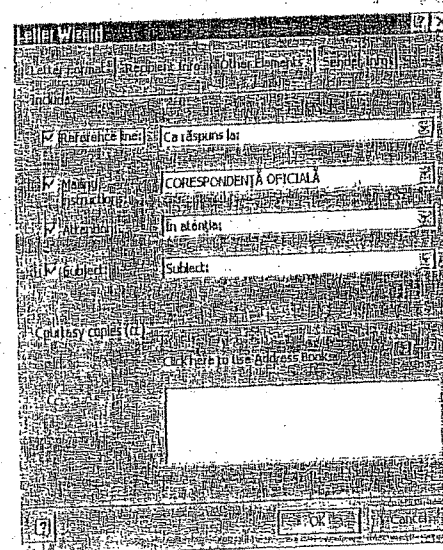 Letter Wizard
Letter Format Recipient Info Other Elements Sender Info
Include
Reference line: Ca răspuns la:
Mailing instructions: CORESPONDENȚĂ OFICIALĂ
Attention: În atenția:
Subject: Subiect:
Courtesy copies (cc)
Click here to use Address Book
CC:
OK Cancel